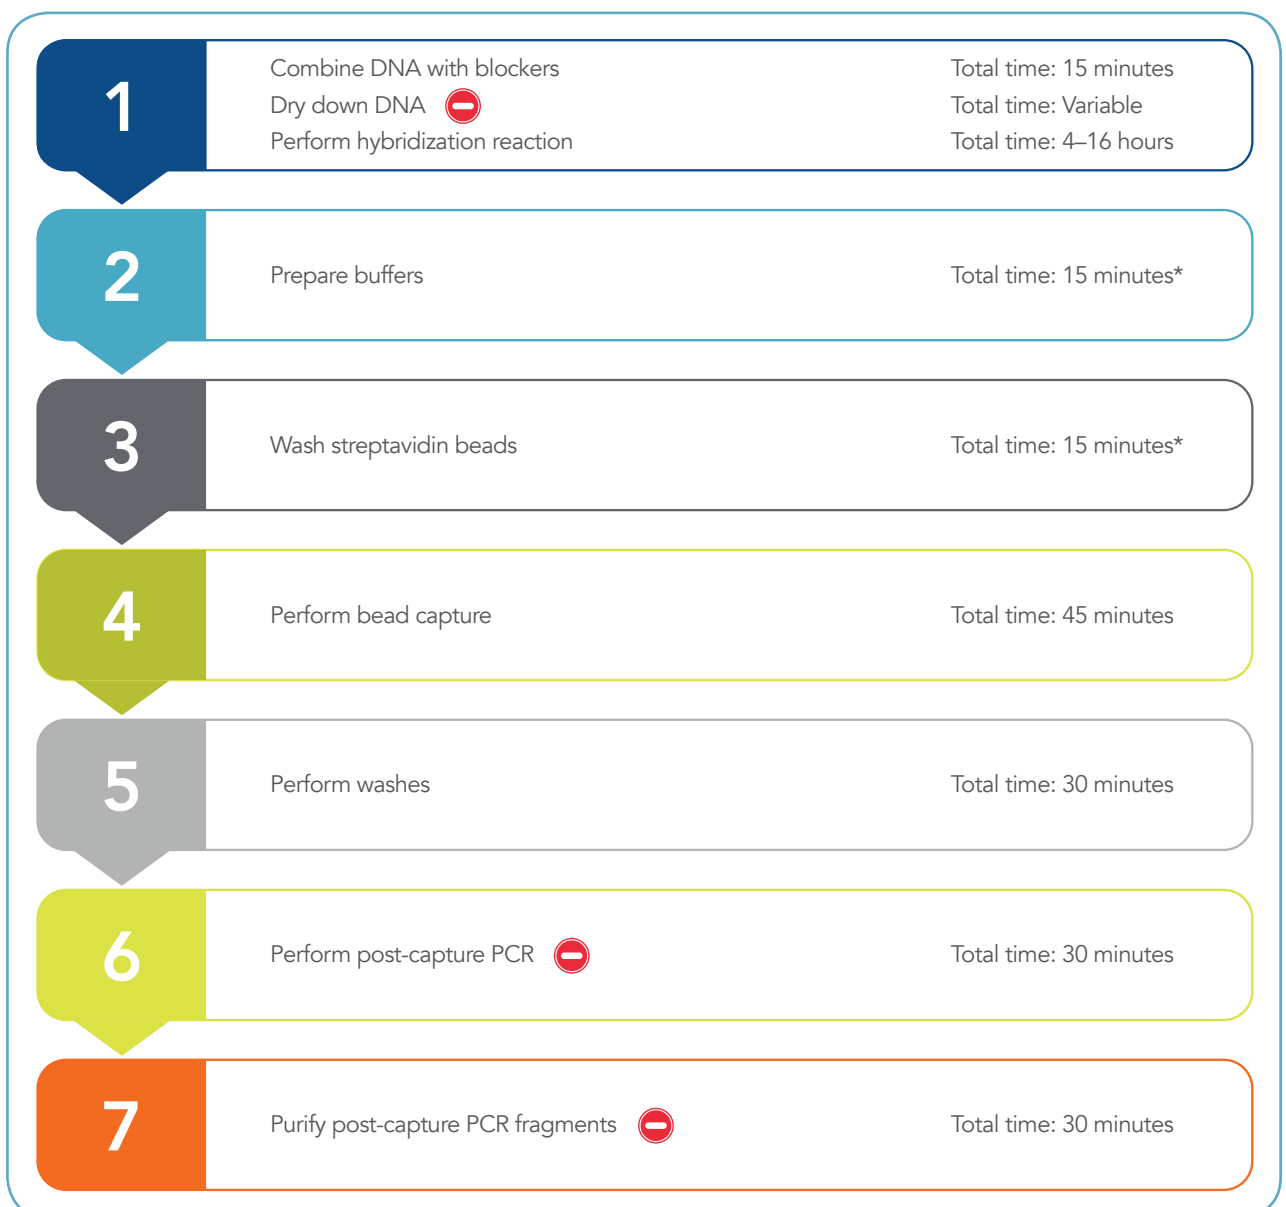 1
Combine DNA with blockers Total time: 15 minutes
Dry down DNA Total time: Variable
Perform hybridization reaction Total time: 4–16 hours
2
Prepare buffers Total time: 15 minutes*
3
Wash streptavidin beads Total time: 15 minutes*
4
Perform bead capture Total time: 45 minutes
5
Perform washes Total time: 30 minutes
6
Perform post-capture PCR Total time: 30 minutes
7
Purify post-capture PCR fragments Total time: 30 minutes